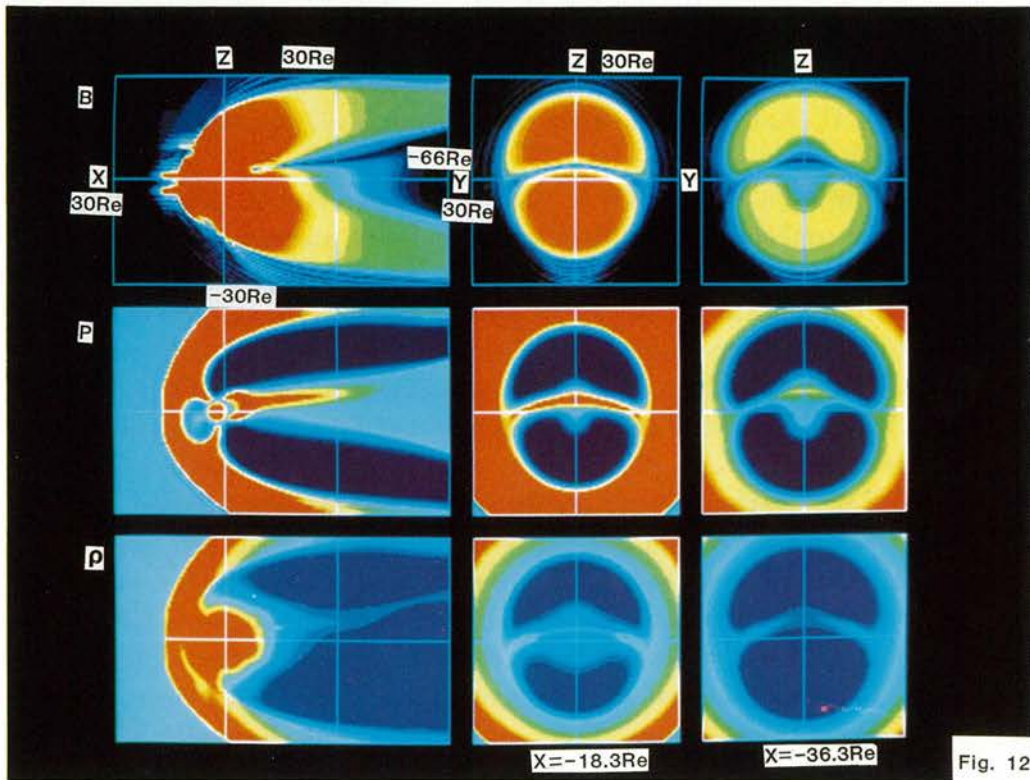 Z 30Re Z 30Re Z
B
-66Re
X Y Y
30Re 30Re
-30Re
P
ρ
X=-18.3Re X=-36.3Re
Fig. 12